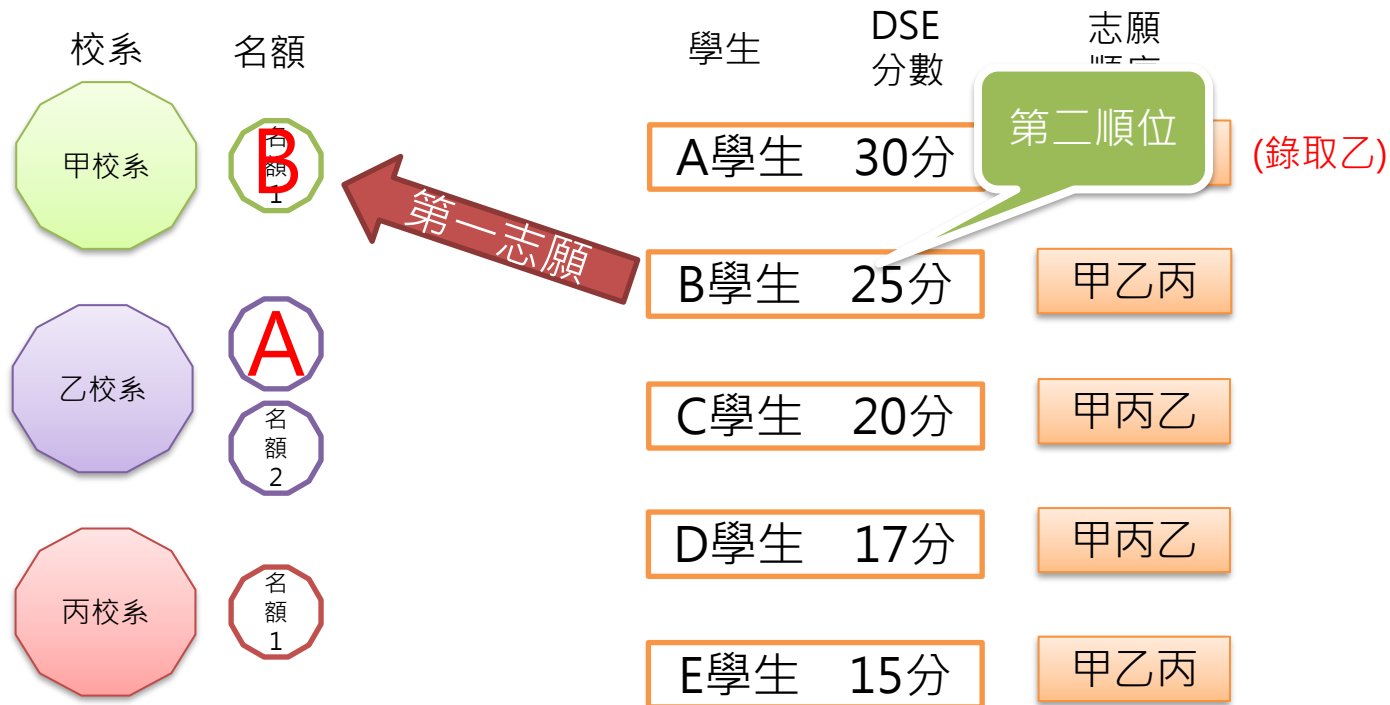 校系 名額 學生 DSE 分數 志願
甲校系 B A學生 30分 第二順位 (錄取乙)
第一志願
B學生 25分 甲乙丙
乙校系 A
名額2
C學生 20分 甲丙乙
D學生 17分 甲丙乙
丙校系 名額1
E學生 15分 甲乙丙